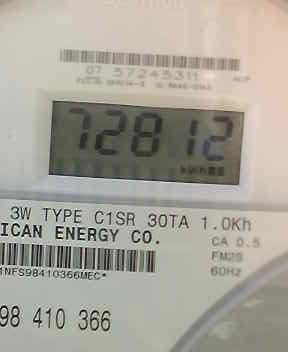 07 57245311
72812
kWh
3W TYPE C1SR 30TA 1.0Kh
ICAN ENERGY CO.
CA 0.5
FM2S
60Hz
1NFS98410366MEC*
98 410 366